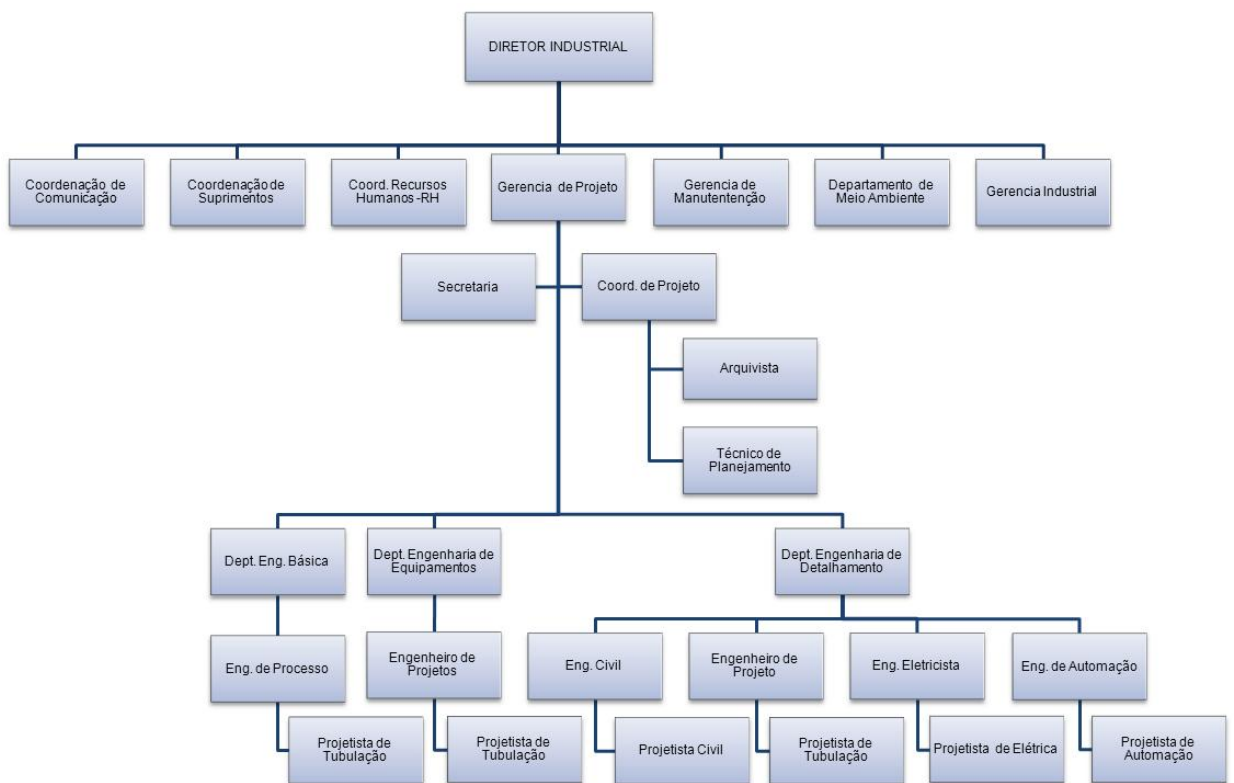 DIRETOR INDUSTRIAL
Coordenação de
Comunicação
Coordenação de
Suprimentos
Coord. Recursos
Humanos -RH
Gerencia de Projeto
Gerencia de
Manutentenção
Departamento de
Meio Ambiente
Gerencia Industrial
Secretaria
Coord. de Projeto
Arquivista
Técnico de
Planejamento
Dept. Eng. Básica
Dept. Engenharia de
Equipamentos
Dept. Engenharia de
Detalhamento
Eng. de Processo
Engenheiro de
Projetos
Eng. Civil
Engenheiro de
Projeto
Eng. Eletricista
Eng. de Automação
Projetista de
Tubulação
Projetista de
Tubulação
Projetista Civil
Projetista de
Tubulação
Projetista de Elétrica
Projetista de
Automação